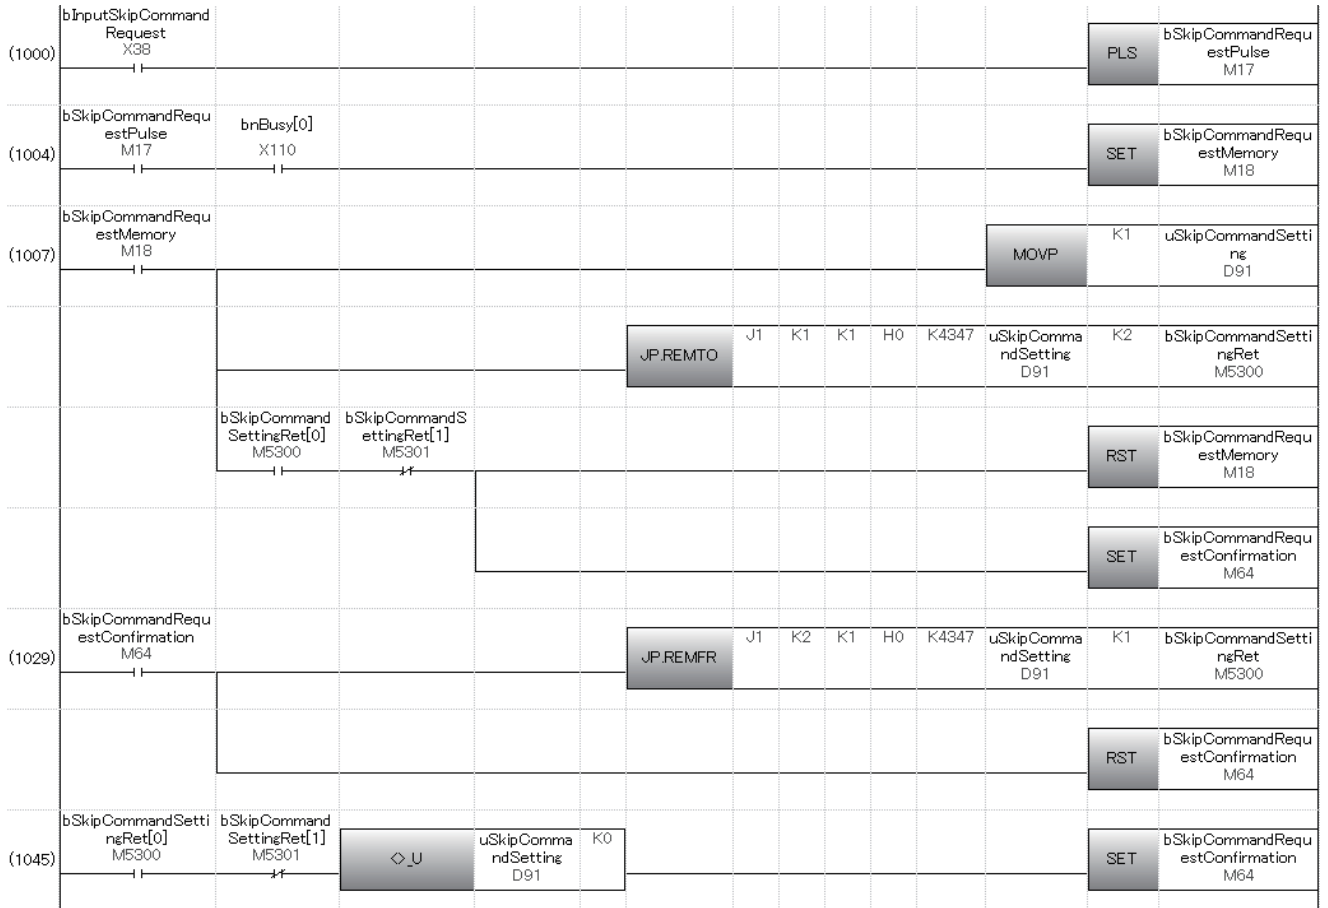 bInputSkipCommand
Request
X38
(1000)
PLS
bSkipCommandRequ
estPulse
M17
bSkipCommandRequ
estPulse
M17
bnBusy[0]
X110
(1004)
SET
bSkipCommandRequ
estMemory
M18
bSkipCommandRequ
estMemory
M18
(1007)
MOVP
K1
uSkipCommandSetti
ng
D91
JP.REMTO
J1
K1
K1
H0
K4347
uSkipComma
ndSetting
D91
K2
bSkipCommandSetti
ngRet
M5300
bSkipCommand
SettingRet[0]
M5300
bSkipCommandS
ettingRet[1]
M5301
RST
bSkipCommandRequ
estMemory
M18
SET
bSkipCommandRequ
estConfirmation
M64
bSkipCommandRequ
estConfirmation
M64
(1029)
JP.REMFR
J1
K2
K1
H0
K4347
uSkipComma
ndSetting
D91
K1
bSkipCommandSetti
ngRet
M5300
RST
bSkipCommandRequ
estConfirmation
M64
bSkipCommandSetti
ngRet[0]
M5300
bSkipCommand
SettingRet[1]
M5301
(1045)
<>_U
uSkipComma
ndSetting
D91
K0
SET
bSkipCommandRequ
estConfirmation
M64